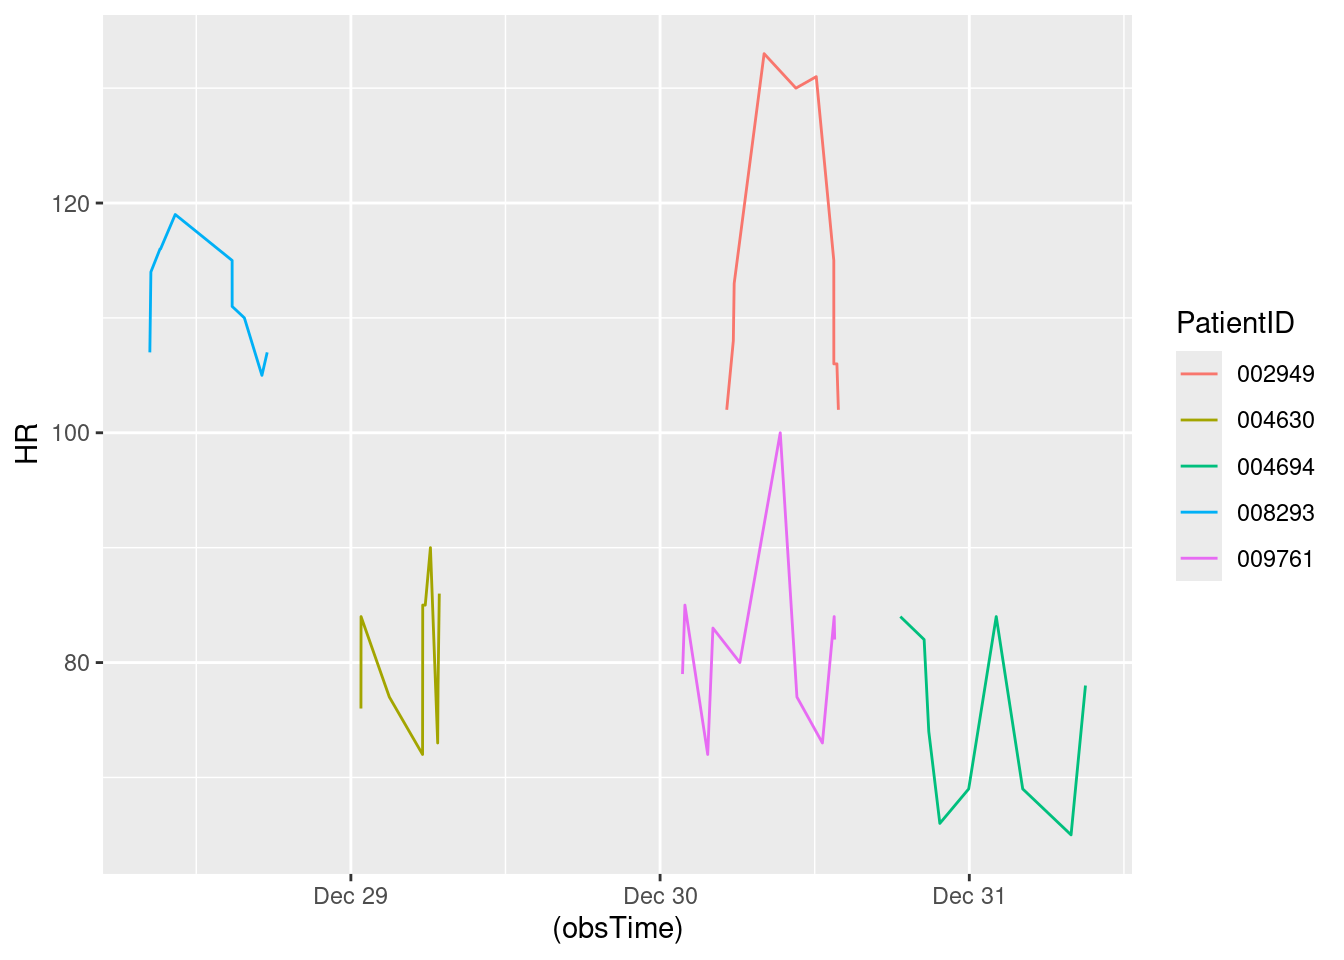 120
100
80
HR
Dec 29
Dec 30
Dec 31
(obsTime)
PatientID
002949
004630
004694
008293
009761